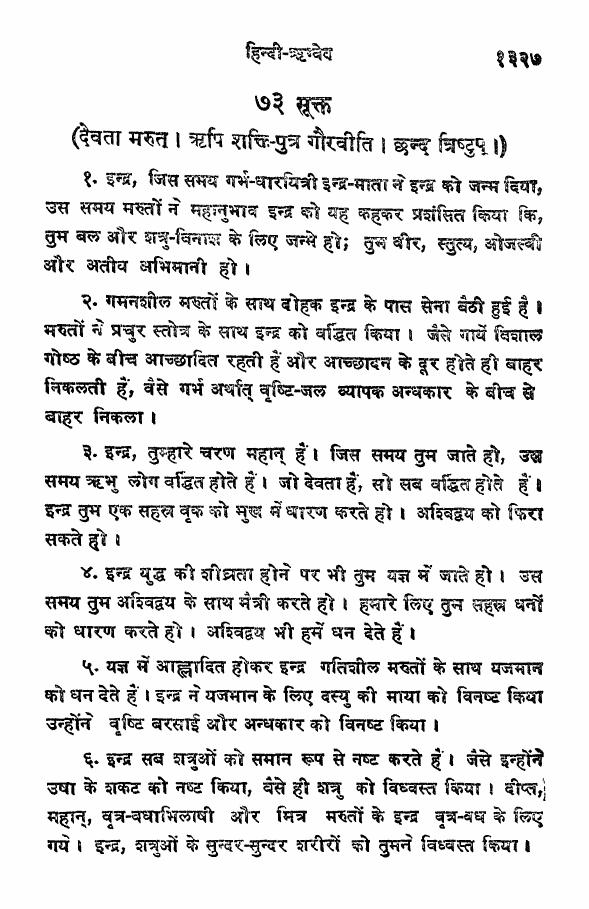 हिन्दी-ऋग्वेद १३२७
७३ सूक्त
(देवता मरुत् । ऋषि शक्ति-पुत्र गौरवीति । छन्द त्रिष्टुप् ।)
१. इन्द्र, जिस समय गर्भ-धारयित्री इन्द्र-माता ने इन्द्र को जन्म दिया,
उस समय मरुतों ने महानुभाव इन्द्र को यह कहकर प्रशंसित किया कि,
तुम बल और शत्रु-विनाश के लिए जन्मे हो; तुम वीर, स्तुत्य, ओजस्वी
और अतीव अभिमानी हो ।
२. गमनशील मरुतों के साथ दोहक इन्द्र के पास सेना बैठी हुई है ।
मरुतों ने प्रचुर स्तोत्र के साथ इन्द्र को वर्द्धित किया । जैसे गायें विशाल
गोष्ठ के बीच आच्छादित रहती हैं और आच्छादन के दूर होते ही बाहर
निकलती हैं, वैसे गर्भ अर्थात् वृष्टि-जल व्यापक अन्धकार के बीच से
बाहर निकला ।
३. इन्द्र, तुम्हारे चरण महान् हैं । जिस समय तुम जाते हो, उस
समय ऋभु लोग वर्द्धित होते हैं । जो देवता हैं, सो सब वर्द्धित होते हैं ।
इन्द्र तुम एक सहस्र वृक को मुख में धारण करते हो । अश्विद्वय को फिरा
सकते हो ।
४. इन्द्र युद्ध की शीघ्रता होने पर भी तुम यज्ञ में जाते हो । उस
समय तुम अश्विद्वय के साथ मैत्री करते हो । हमारे लिए तुम सहस्र धनों
को धारण करते हो । अश्विद्वय भी हमें धन देते हैं ।
५. यज्ञ में आह्लादित होकर इन्द्र गतिशील मरुतों के साथ यजमान
को धन देते हैं । इन्द्र ने यजमान के लिए दस्यु की माया को विनष्ट किया
उन्होंने वृष्टि बरसाई और अन्धकार को विनष्ट किया ।
६. इन्द्र सब शत्रुओं को समान रूप से नष्ट करते हैं । जैसे इन्होंने
उषा के शकट को नष्ट किया, वैसे ही शत्रु को विध्वस्त किया । दीप्त,
महान्, वृत्र-वधाभिलाषी और मित्र मरुतों के इन्द्र वृत्र-वध के लिए
गये । इन्द्र, शत्रुओं के सुन्दर-सुन्दर शरीरों को तुमने विध्वस्त किया ।